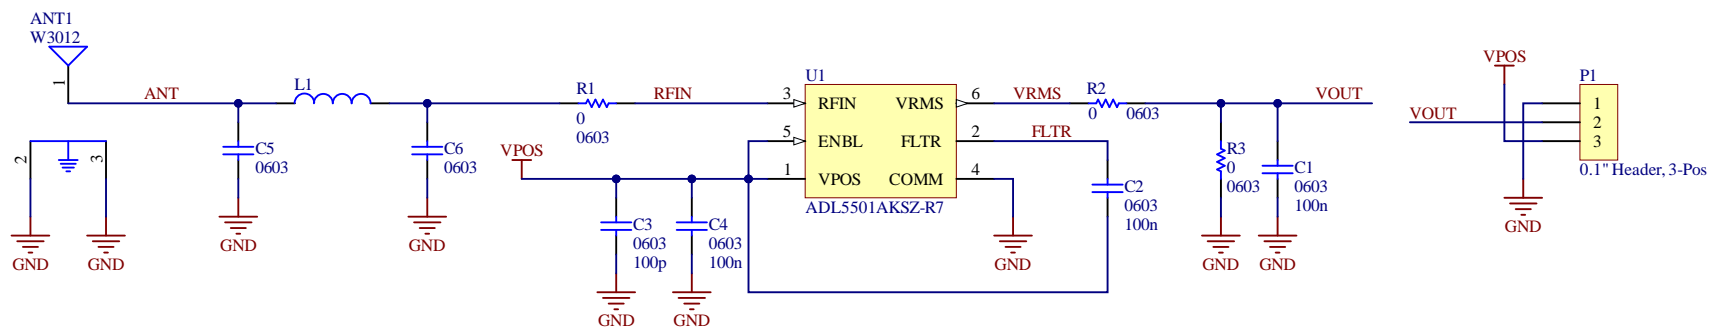 ANT1
W3012
1
ANT
2
3
GND
GND
L1
C5
0603
GND
C6
0603
GND
R1
0
0603
RFIN
VPOS
C3
0603
100p
GND
C4
0603
100n
GND
U1
3
RFIN
VRMS
6
5
ENBL
FLTR
2
1
VPOS
COMM
4
ADL5501AKSZ-R7
VRMS
FLTR
GND
R2
0
0603
C2
0603
100n
VOUT
R3
0
0603
GND
C1
0603
100n
GND
VOUT
VPOS
P1
1
2
3
0.1" Header, 3-Pos
GND